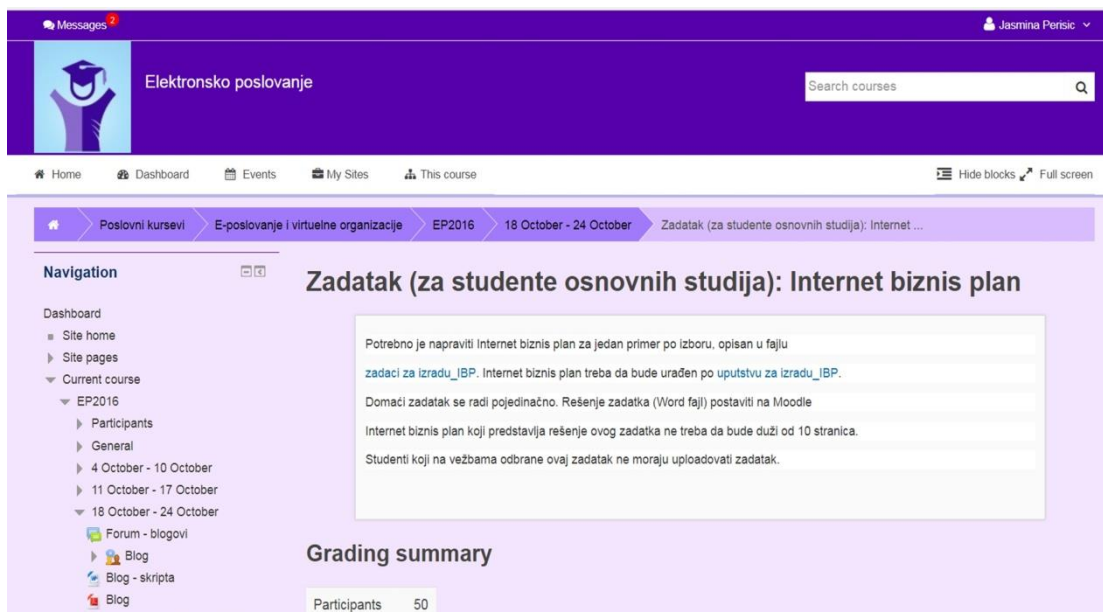 Messages 2
Jasmina Perisic
Elektronsko poslovanje
Search courses
Home Dashboard Events My Sites This course Hide blocks Full screen
Poslovni kursevi E-poslovanje i virtuelne organizacije EP2016 18 October - 24 October Zadatak (za studente osnovnih studija): Internet ...
Navigation
Dashboard
Site home
Site pages
Current course
EP2016
Participants
General
4 October - 10 October
11 October - 17 October
18 October - 24 October
Forum - blogovi
Blog
Blog - skripta
Blog
Zadatak (za studente osnovnih studija): Internet biznis plan
Potrebno je napraviti Internet biznis plan za jedan primer po izboru, opisan u fajlu
zadaci za izradu_IBP. Internet biznis plan treba da bude urađen po uputstvu za izradu_IBP.
Domaći zadatak se radi pojedinačno. Rešenje zadatka (Word fajl) postaviti na Moodle
Internet biznis plan koji predstavlja rešenje ovog zadatka ne treba da bude duži od 10 stranica.
Studenti koji na vežbama odbrane ovaj zadatak ne moraju uploadovati zadatak.
Grading summary
Participants 50